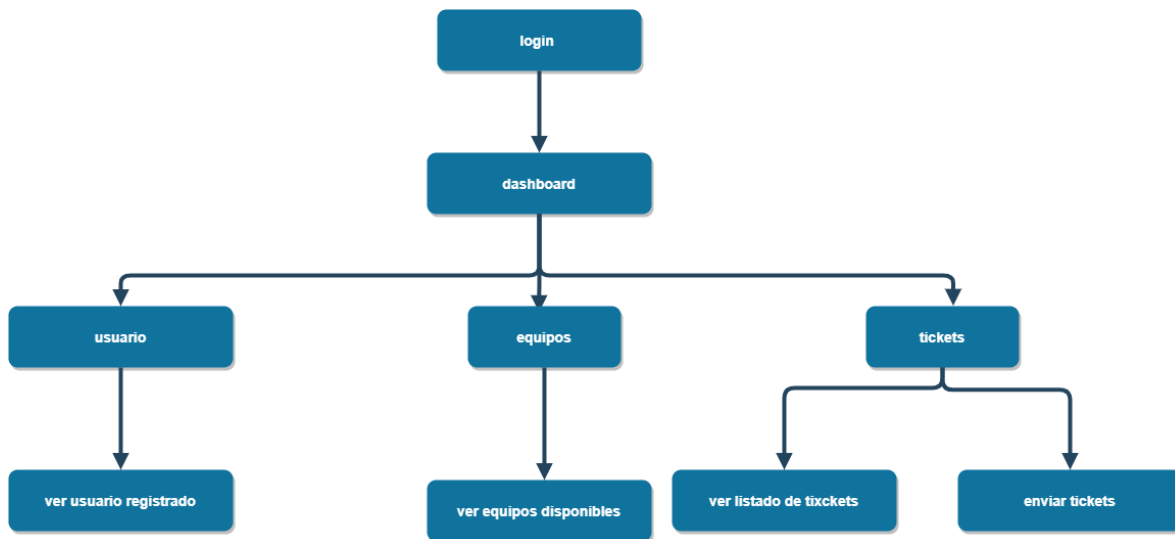 login
dashboard
usuario
equipos
tickets
ver usuario registrado
ver equipos disponibles
ver listado de tixckets
enviar tickets